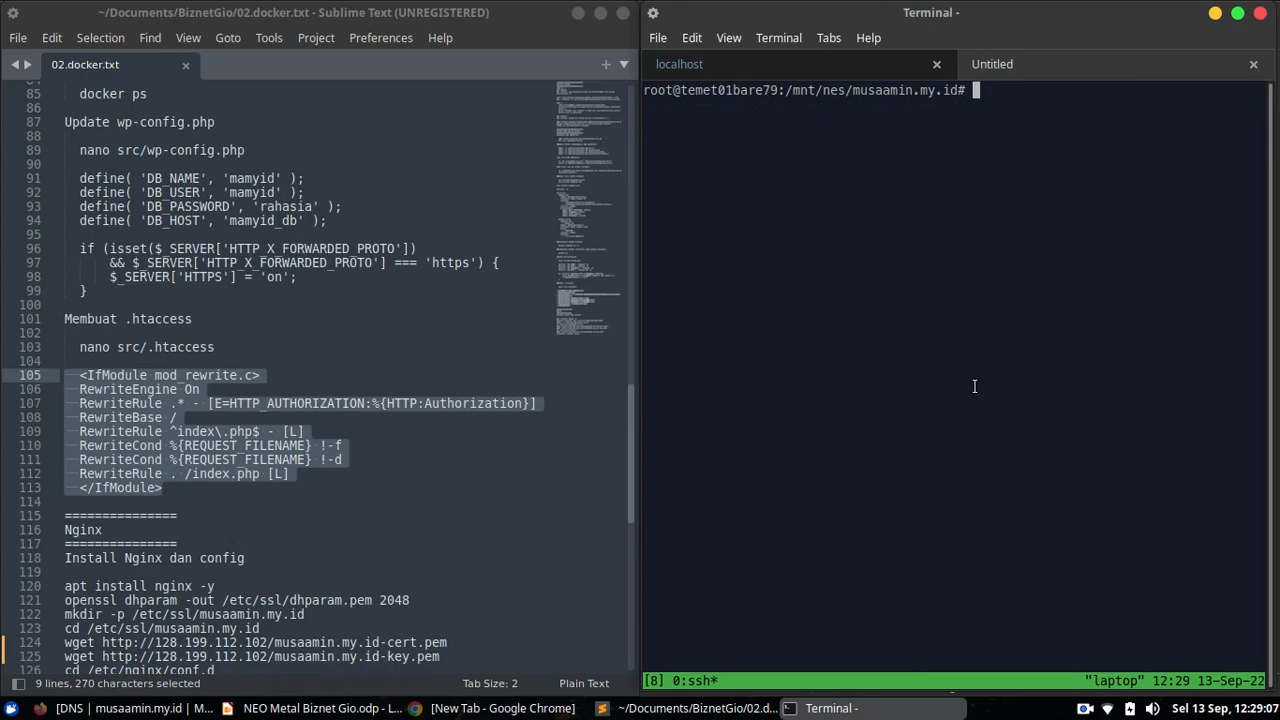 ~/Documents/BiznetGio/02.docker.txt - Sublime Text (UNREGISTERED)
File Edit Selection Find View Goto Tools Project Preferences Help
02.docker.txt
85 docker ps
86
87 Update wp-config.php
88
89 nano src/wp-config.php
90
91 define( 'DB_NAME', 'mamyid' );
92 define( 'DB_USER', 'mamyid' );
93 define( 'DB_PASSWORD', 'rahasia' );
94 define( 'DB_HOST', 'mamyid_db' );
95
96 if (isset($_SERVER['HTTP_X_FORWARDED_PROTO'])
97 && $_SERVER['HTTP_X_FORWARDED_PROTO'] === 'https') {
98 $_SERVER['HTTPS'] = 'on';
99 }
100
101 Membuat .htaccess
102
103 nano src/.htaccess
104
105 <IfModule mod_rewrite.c>
106 RewriteEngine On
107 RewriteRule .* - [E=HTTP_AUTHORIZATION:%{HTTP:Authorization}]
108 RewriteBase /
109 RewriteRule ^index\.php$ - [L]
110 RewriteCond %{REQUEST_FILENAME} !-f
111 RewriteCond %{REQUEST_FILENAME} !-d
112 RewriteRule . /index.php [L]
113 </IfModule>
114
115 ===============
116 Nginx
117 ===============
118 Install Nginx dan config
119
120 apt install nginx -y
121 openssl dhparam -out /etc/ssl/dhparam.pem 2048
122 mkdir -p /etc/ssl/musaamin.my.id
123 cd /etc/ssl/musaamin.my.id
124 wget http://128.199.112.102/musaamin.my.id-cert.pem
125 wget http://128.199.112.102/musaamin.my.id-key.pem
126 cd /etc/nginx/conf.d
9 lines, 270 characters selected Tab Size: 2 Plain Text
Terminal -
File Edit View Terminal Tabs Help
localhost Untitled
root@temet01bare79:/mnt/nes/musaamin.my.id#
[8] 0:ssh* "laptop" 12:29 13-Sep-22
[DNS | musaamin.my.id | M... NEO Metal Biznet Gio.odp - L... [New Tab - Google Chrome] ~/Documents/BiznetGio/02.d... Terminal - Sel 13 Sep, 12:29:07